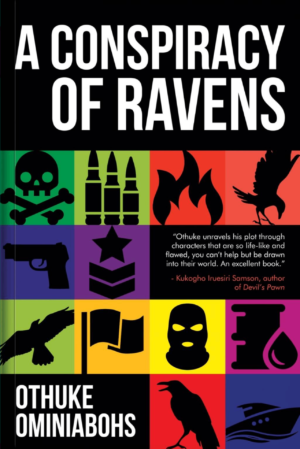 A CONSPIRACY
OF RAVENS
"Othuke unravels his plot through
characters that are so life-like and
flawed, you can't help but be drawn
into their world. An excellent book."
- Kukogho Iruesiri Samson, author
of Devil's Pawn
OTHUKE
OMINIABOHS